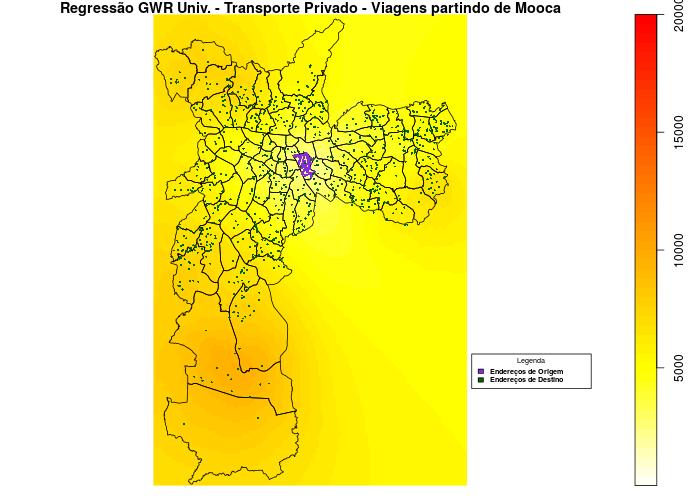 Regressão GWR Univ. - Transporte Privado - Viagens partindo de Mooca
20000
15000
10000
5000
0
Legenda
Endereços de Origem
Endereços de Destino